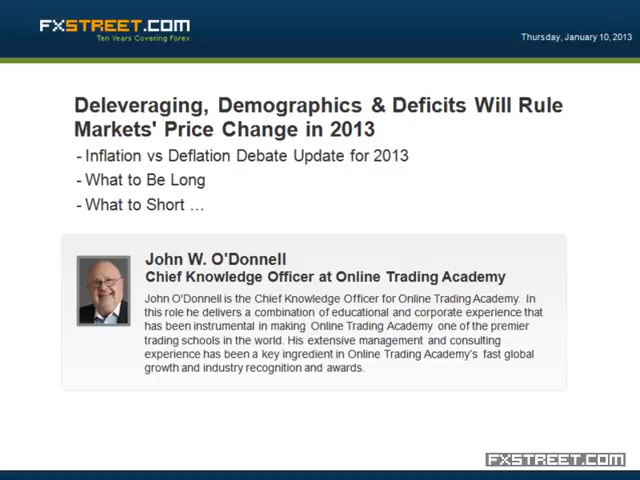 FXSTREET.COM
Ten Years Covering Forex
Thursday, January 10, 2013
Deleveraging, Demographics & Deficits Will Rule
Markets' Price Change in 2013
- Inflation vs Deflation Debate Update for 2013
- What to Be Long
- What to Short ...
John W. O'Donnell
Chief Knowledge Officer at Online Trading Academy
John O'Donnell is the Chief Knowledge Officer for Online Trading Academy. In
this role he delivers a combination of educational and corporate experience that
has been instrumental in making Online Trading Academy one of the premier
trading schools in the world. His extensive management and consulting
experience has been a key ingredient in Online Trading Academy's fast global
growth and industry recognition and awards.
FXSTREET.COM